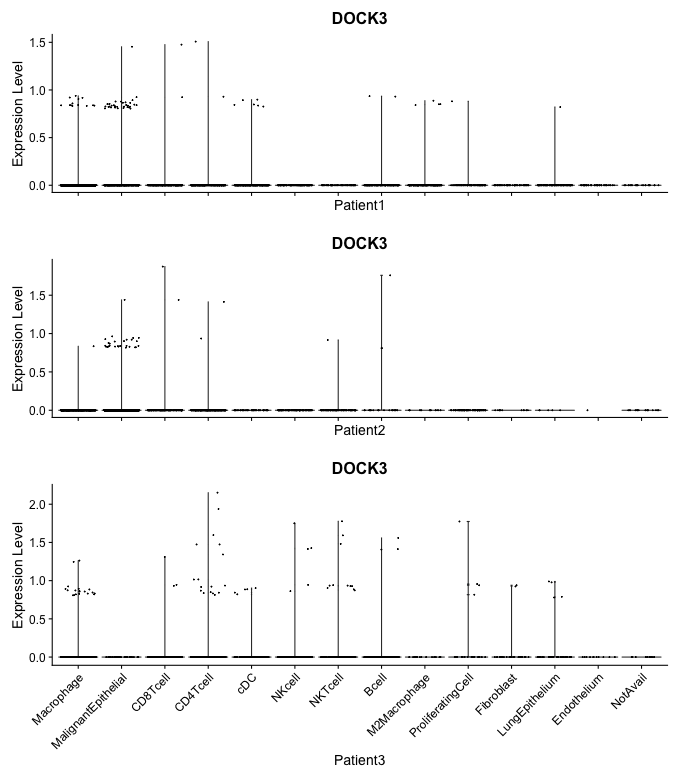 DOCK3
Expression Level
1.5
1.0
0.5
0.0
Patient1
DOCK3
Expression Level
1.5
1.0
0.5
0.0
Patient2
DOCK3
Expression Level
2.0
1.5
1.0
0.5
0.0
Macrophage
MalignantEpithelial
CD8Tcell
CD4Tcell
cDC
NKcell
NKTcell
Bcell
M2Macrophage
ProliferatingCell
Fibroblast
LungEpithelium
Endothelium
NotAvail
Patient3